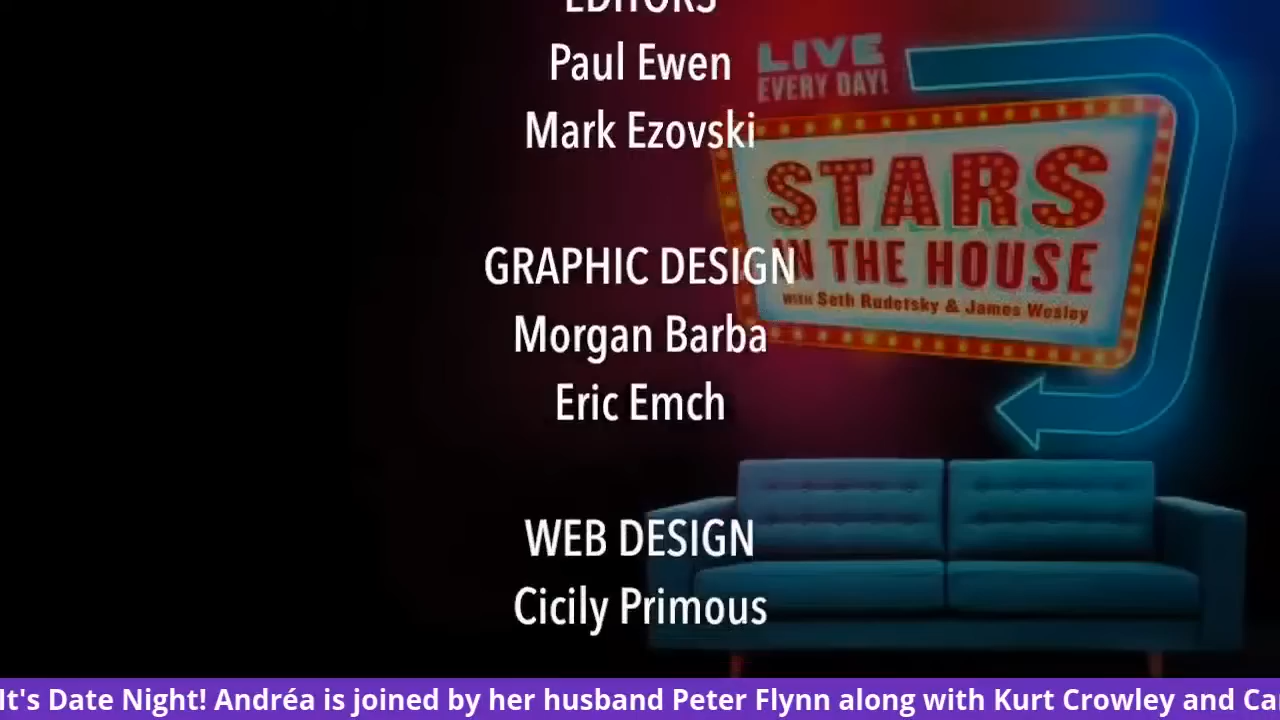 EDITORS
Paul Ewen
Mark Ezovski
GRAPHIC DESIGN
Morgan Barba
Eric Emch
WEB DESIGN
Cicily Primous
LIVE
EVERY DAY!
STARS
IN THE HOUSE
WITH Seth Rudetsky & James Wesley
It's Date Night! Andréa is joined by her husband Peter Flynn along with Kurt Crowley and